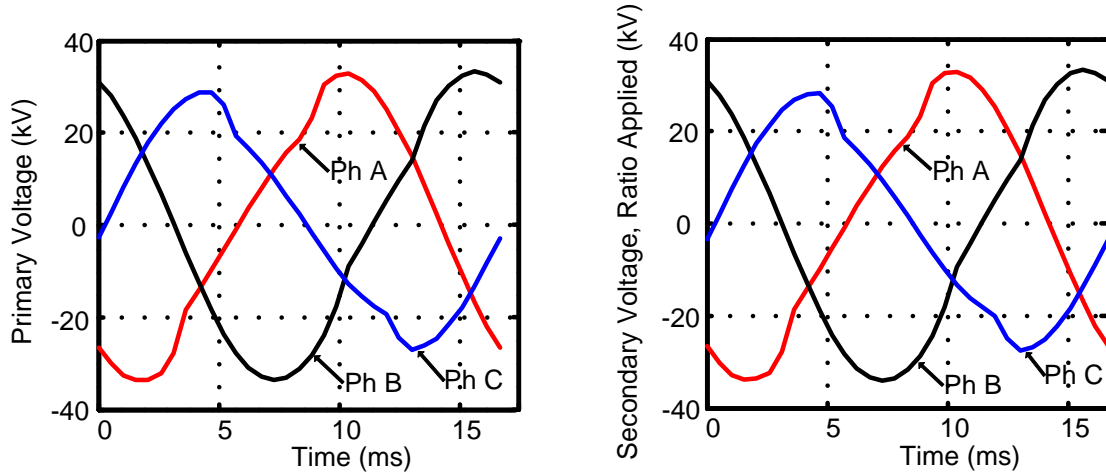 Primary Voltage (kV)
40
20
0
-20
-40
0
5
10
15
Time (ms)
Ph A
Ph B
Ph C
Secondary Voltage, Ratio Applied (kV)
40
20
0
-20
-40
0
5
10
15
Time (ms)
Ph A
Ph B
Ph C